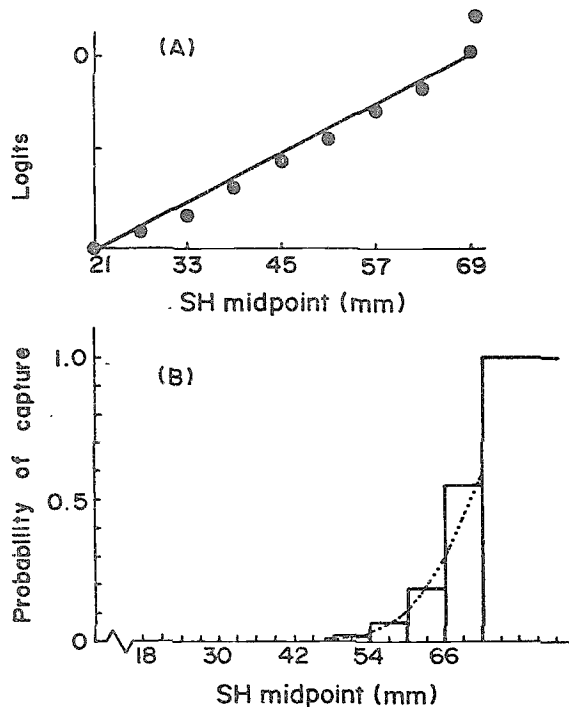 (A)
0
Logits
21 33 45 57 69
SH midpoint (mm)
(B)
1.0
0.5
0
Probability of capture
18 30 42 54 66
SH midpoint (mm)